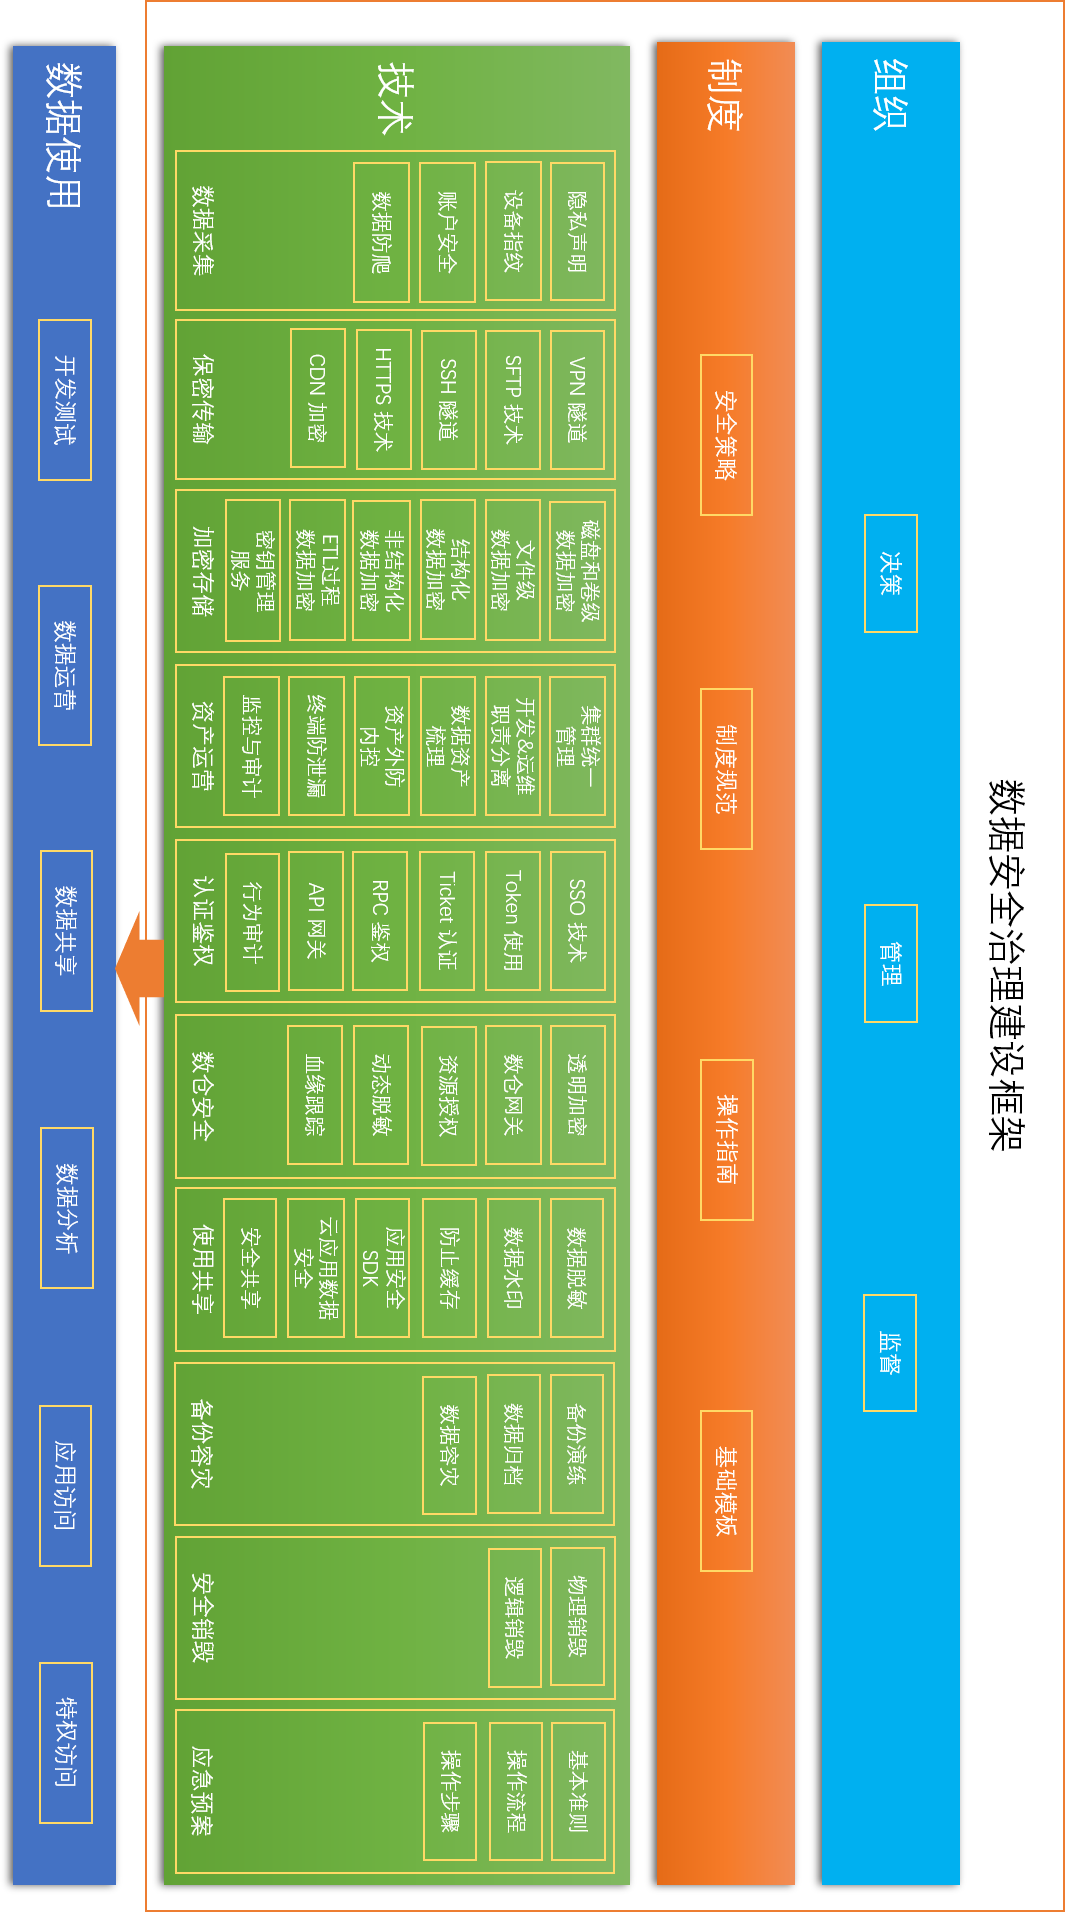 数据安全治理建设框架
组织
决策
管理
监督
制度
安全策略
制度规范
操作指南
基础模板
技术
隐私声明
设备指纹
账户安全
数据防爬
数据采集
VPN 隧道
SFTP 技术
SSH 隧道
HTTPS 技术
CDN 加密
保密传输
磁盘和卷级
数据加密
文件级
数据加密
结构化
数据加密
非结构化
数据加密
ETL过程
数据加密
密钥管理
服务
加密存储
集群统一
管理
开发&运维
职责分离
数据资产
梳理
资产外防
内控
终端防泄漏
监控与审计
资产运营
SSO 技术
Token 使用
Ticket 认证
RPC 鉴权
API 网关
行为审计
认证鉴权
透明加密
数仓网关
资源授权
动态脱敏
血缘跟踪
数仓安全
数据脱敏
数据水印
防止缓存
应用安全
SDK
云应用数据
安全
安全共享
使用共享
备份演练
数据归档
数据容灾
备份容灾
物理销毁
逻辑销毁
安全销毁
基本准则
操作流程
操作步骤
应急预案
数据使用
开发测试
数据运营
数据共享
数据分析
应用访问
特权访问